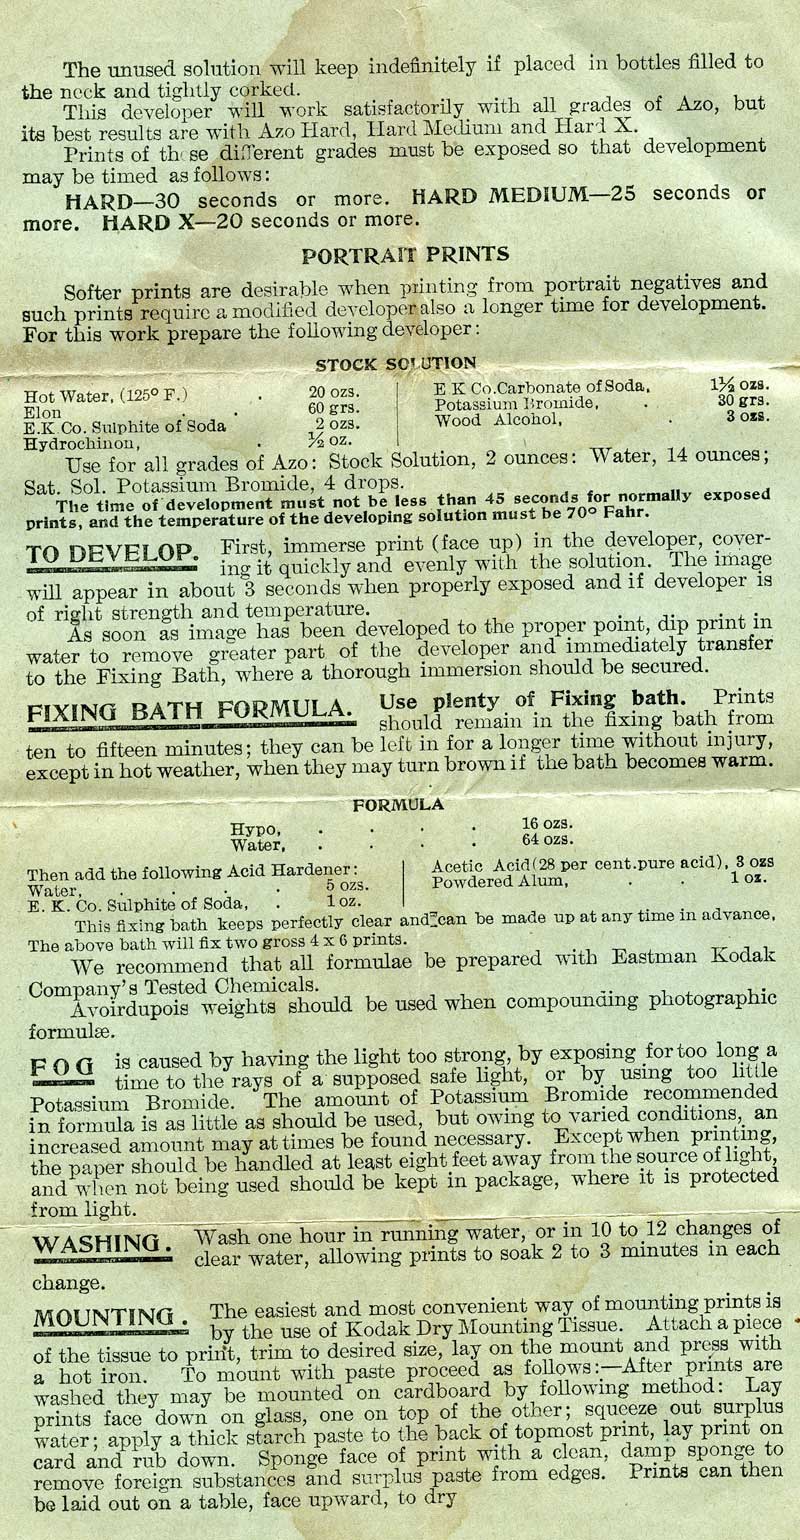 The unused solution will keep indefinitely if placed in bottles filled to
the neck and tightly corked.
This developer will work satisfactorily with all grades of Azo, but
its best results are with Azo Hard, Hard Medium and Hard X.
Prints of these different grades must be exposed so that development
may be timed as follows:
HARD—30 seconds or more. HARD MEDIUM—25 seconds or
more. HARD X—20 seconds or more.
PORTRAIT PRINTS
Softer prints are desirable when printing from portrait negatives and
such prints require a modified developer also a longer time for development.
For this work prepare the following developer:
STOCK SOLUTION
Hot Water, (125° F.) . 20 ozs.
Elon . . 60 grs.
E.K Co. Sulphite of Soda 2 ozs.
Hydrochinon, . ½ oz.
E K Co.Carbonate of Soda, 1½ ozs.
Potassium Bromide, . 30 grs.
Wood Alcohol, . 3 ozs.
Use for all grades of Azo: Stock Solution, 2 ounces: Water, 14 ounces;
Sat. Sol. Potassium Bromide, 4 drops.
The time of development must not be less than 45 seconds for normally exposed
prints, and the temperature of the developing solution must be 70° Fahr.
TO DEVELOP. First, immerse print (face up) in the developer, cover-
ing it quickly and evenly with the solution. The image
will appear in about 3 seconds when properly exposed and if developer is
of right strength and temperature.
As soon as image has been developed to the proper point, dip print in
water to remove greater part of the developer and immediately transfer
to the Fixing Bath, where a thorough immersion should be secured.
FIXING BATH FORMULA. Use plenty of Fixing bath. Prints
should remain in the fixing bath from
ten to fifteen minutes; they can be left in for a longer time without injury,
except in hot weather, when they may turn brown if the bath becomes warm.
FORMULA
Hypo, . . . . 16 ozs.
Water, . . . . 64 ozs.
Then add the following Acid Hardener:
Water, . . . . 5 ozs.
E. K. Co. Sulphite of Soda, . 1 oz.
Acetic Acid(28 per cent.pure acid), 3 ozs
Powdered Alum, . . 1 oz.
This fixing bath keeps perfectly clear and can be made up at any time in advance,
The above bath will fix two gross 4 x 6 prints.
We recommend that all formulae be prepared with Eastman Kodak
Company's Tested Chemicals.
Avoirdupois weights should be used when compounding photographic
formulæ.
FOG is caused by having the light too strong, by exposing for too long a
time to the rays of a supposed safe light, or by using too little
Potassium Bromide. The amount of Potassium Bromide recommended
in formula is as little as should be used, but owing to varied conditions, an
increased amount may at times be found necessary. Except when printing,
the paper should be handled at least eight feet away from the source of light,
and when not being used should be kept in package, where it is protected
from light.
WASHING. Wash one hour in running water, or in 10 to 12 changes of
clear water, allowing prints to soak 2 to 3 minutes in each
change.
MOUNTING. The easiest and most convenient way of mounting prints is
by the use of Kodak Dry Mounting Tissue. Attach a piece
of the tissue to print, trim to desired size, lay on the mount and press with
a hot iron. To mount with paste proceed as follows:—After prints are
washed they may be mounted on cardboard by following method: Lay
prints face down on glass, one on top of the other; squeeze out surplus
water; apply a thick starch paste to the back of topmost print, lay print on
card and rub down. Sponge face of print with a clean, damp sponge to
remove foreign substances and surplus paste from edges. Prints can then
be laid out on a table, face upward, to dry